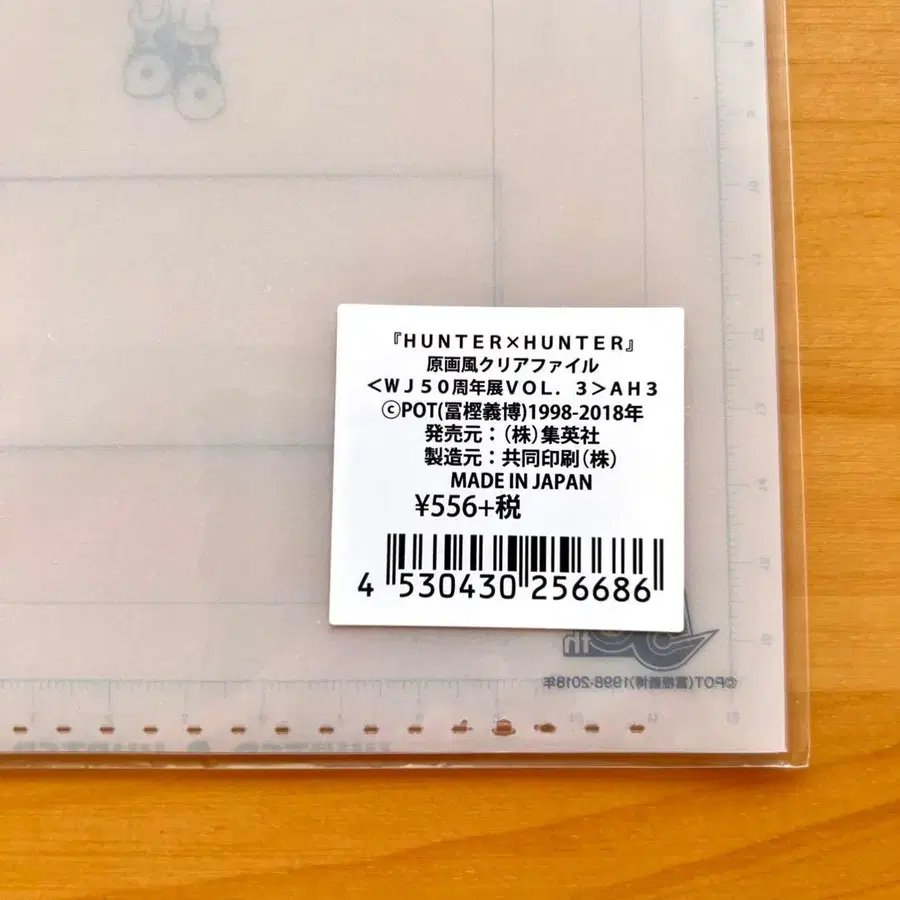 『ＨＵＮＴＥＲ×ＨＵＮＴＥＲ』
原画風クリアファイル
＜ＷＪ５０周年展ＶＯＬ．３＞ＡＨ３
©POT(冨樫義博)1998-2018年
発売元：（株）集英社
製造元：共同印刷（株）
MADE IN JAPAN
¥556+税
4 530430 256686
th
©POT(冨樫義博)1998-2018年